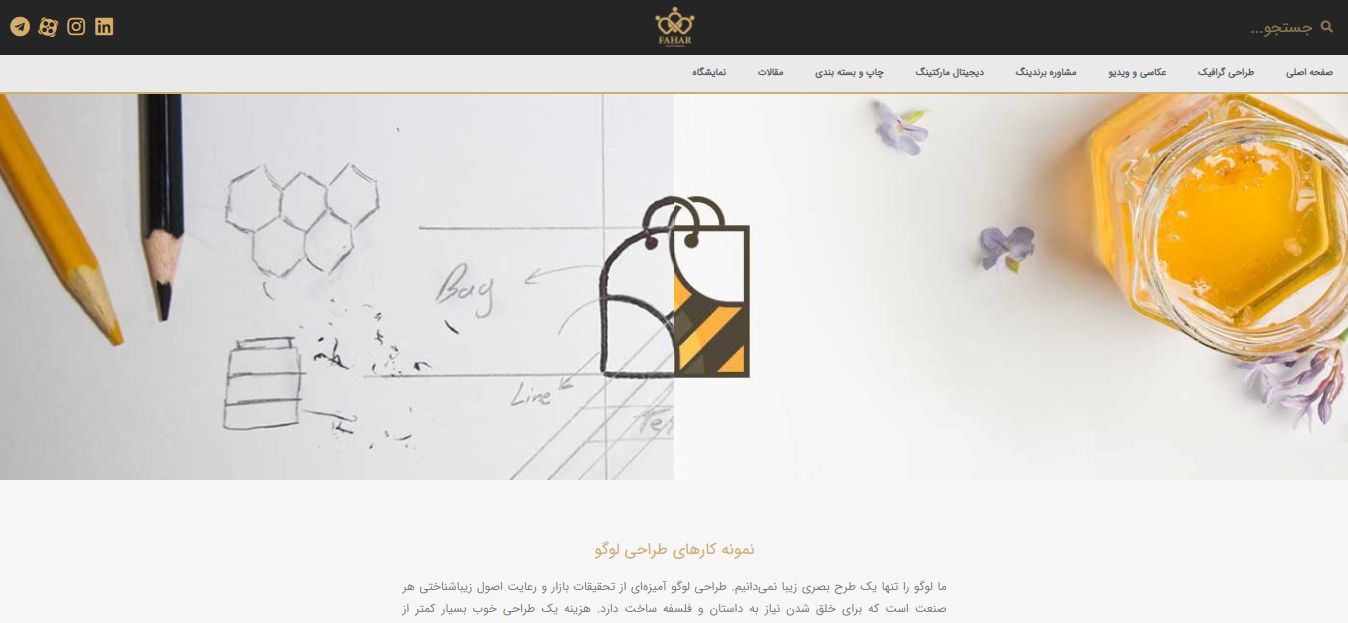 جستجو...
FAHAR
صفحه اصلی
طراحی گرافیک
عکاسی و ویدیو
مشاوره برندینگ
دیجیتال مارکتینگ
چاپ و بسته بندی
مقالات
نمایشگاه
Bag
Line
نمونه کارهای طراحی لوگو
ما لوگو را تنها یک طرح بصری زیبا نمی‌دانیم. طراحی لوگو آمیزه‌ای از تحقیقات بازار و رعایت اصول زیباشناختی هر
صنعت است که برای خلق شدن نیاز به داستان و فلسفه ساخت دارد. هزینه یک طراحی خوب بسیار کمتر از